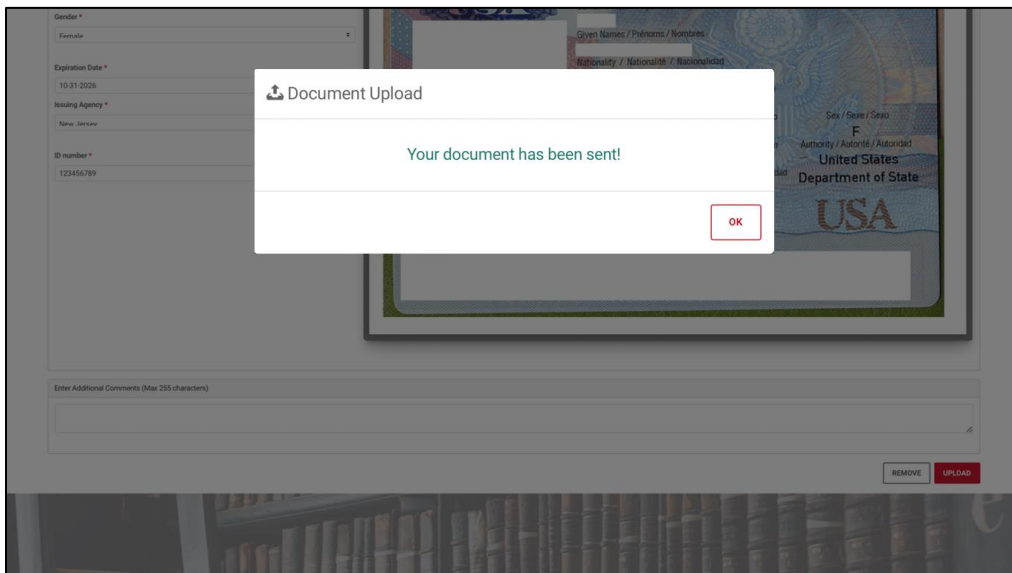 Gender *
Female
Expiration Date *
10-31-2026
Issuing Agency *
New Jersey
ID number *
123456789
Given Names / Prénoms / Nombres
Nationality / Nationalité / Nacionalidad
Document Upload
Your document has been sent!
OK
Sex / Sexe / Sexo
F
Authority / Autorité / Autoridad
United States
Department of State
USA
Enter Additional Comments (Max 255 characters)
REMOVE
UPLOAD